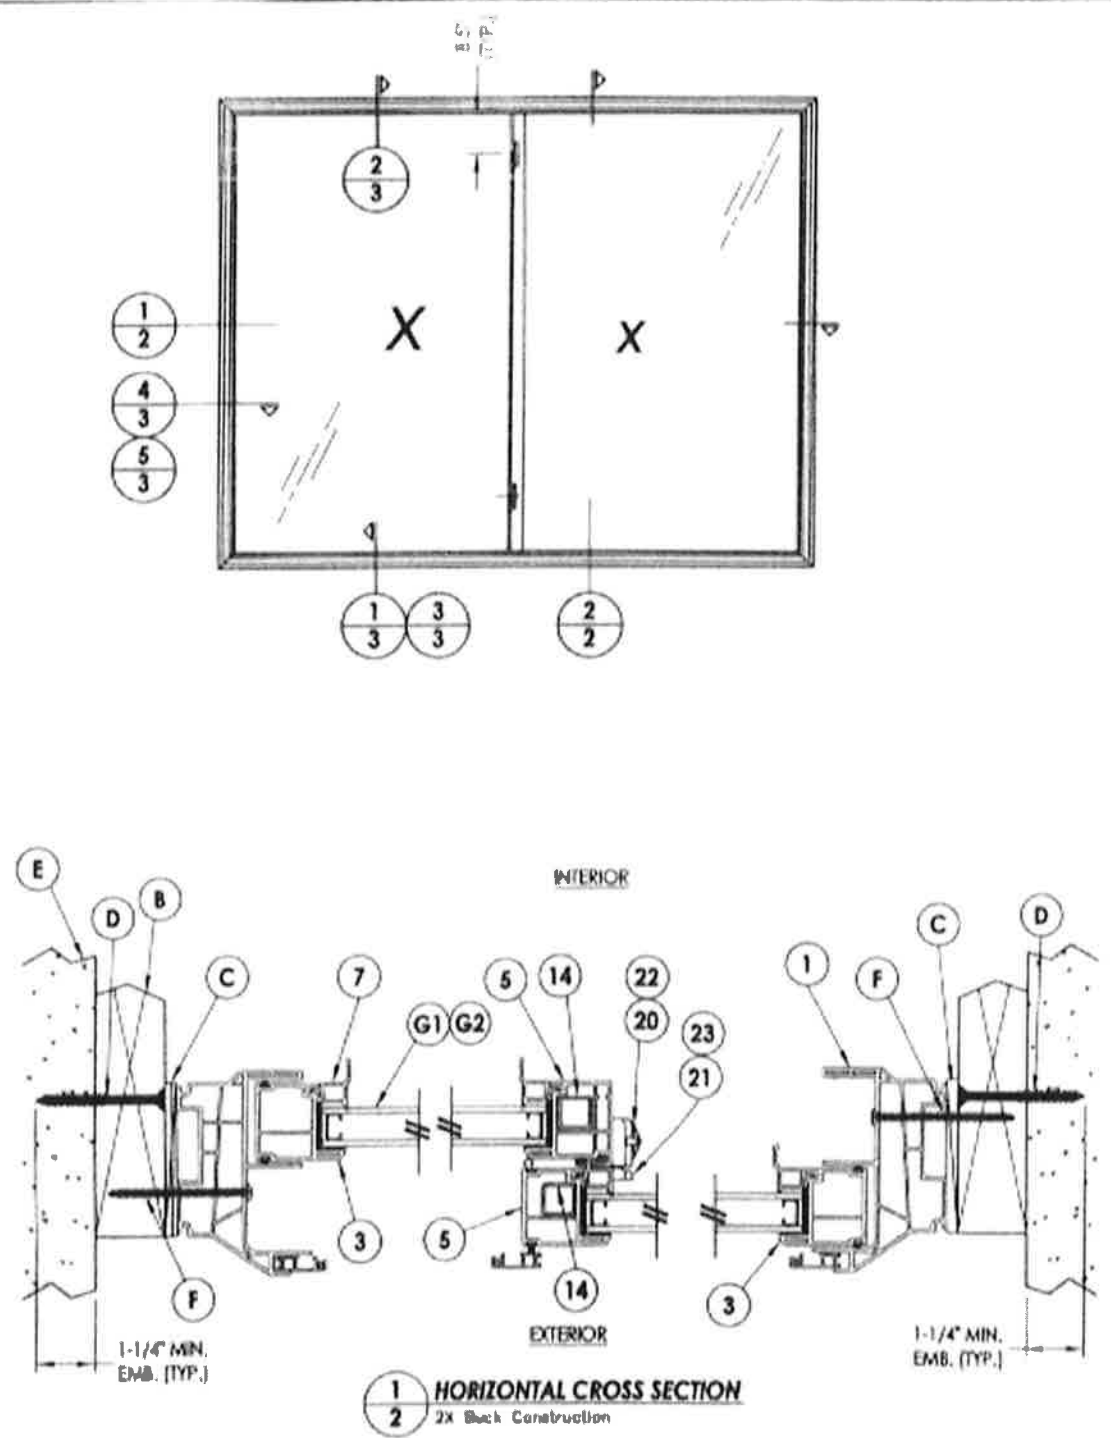 (TYP.)
2
3
X
X
1
2
4
3
5
3
1
3
3
3
2
2
INTERIOR
E
D
B
C
7
G1 G2
5
14
22
20
23
21
1
F
C
D
3
5
14
3
F
EXTERIOR
1-1/4" MIN.
EMB. (TYP.)
1-1/4" MIN.
EMB. (TYP.)
1
2
HORIZONTAL CROSS SECTION
2X Buck Construction